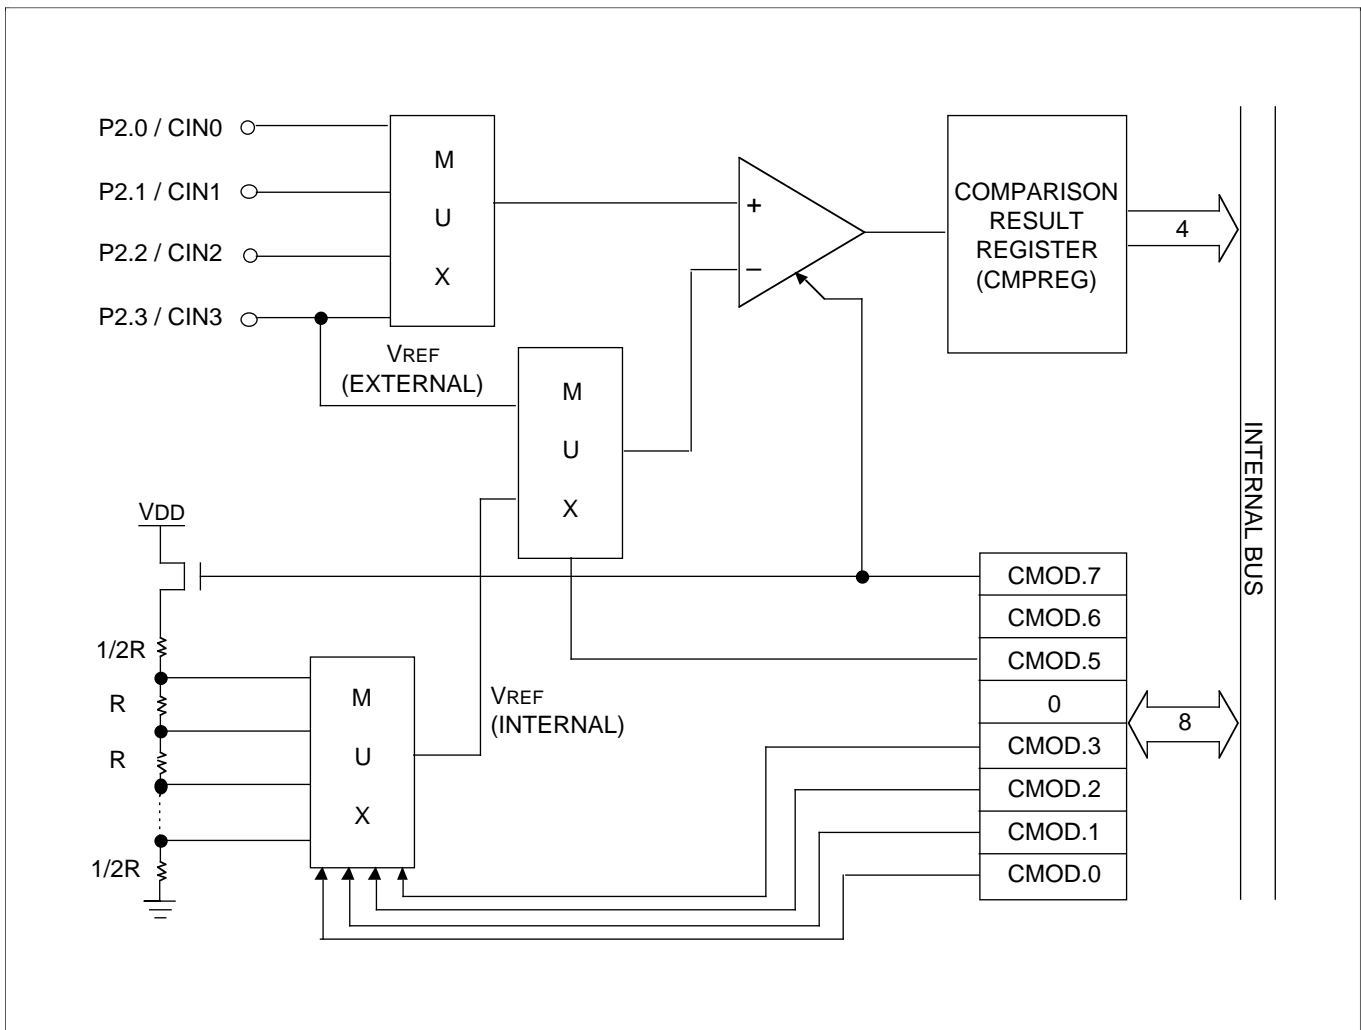 P2.0 / CIN0
P2.1 / CIN1
P2.2 / CIN2
P2.3 / CIN3
M
U
X
+
−
COMPARISON
RESULT
REGISTER
(CMPREG)
4
VREF
(EXTERNAL)
M
U
X
INTERNAL BUS
VDD
1/2R
R
R
1/2R
M
U
X
VREF
(INTERNAL)
CMOD.7
CMOD.6
CMOD.5
0
CMOD.3
CMOD.2
CMOD.1
CMOD.0
8